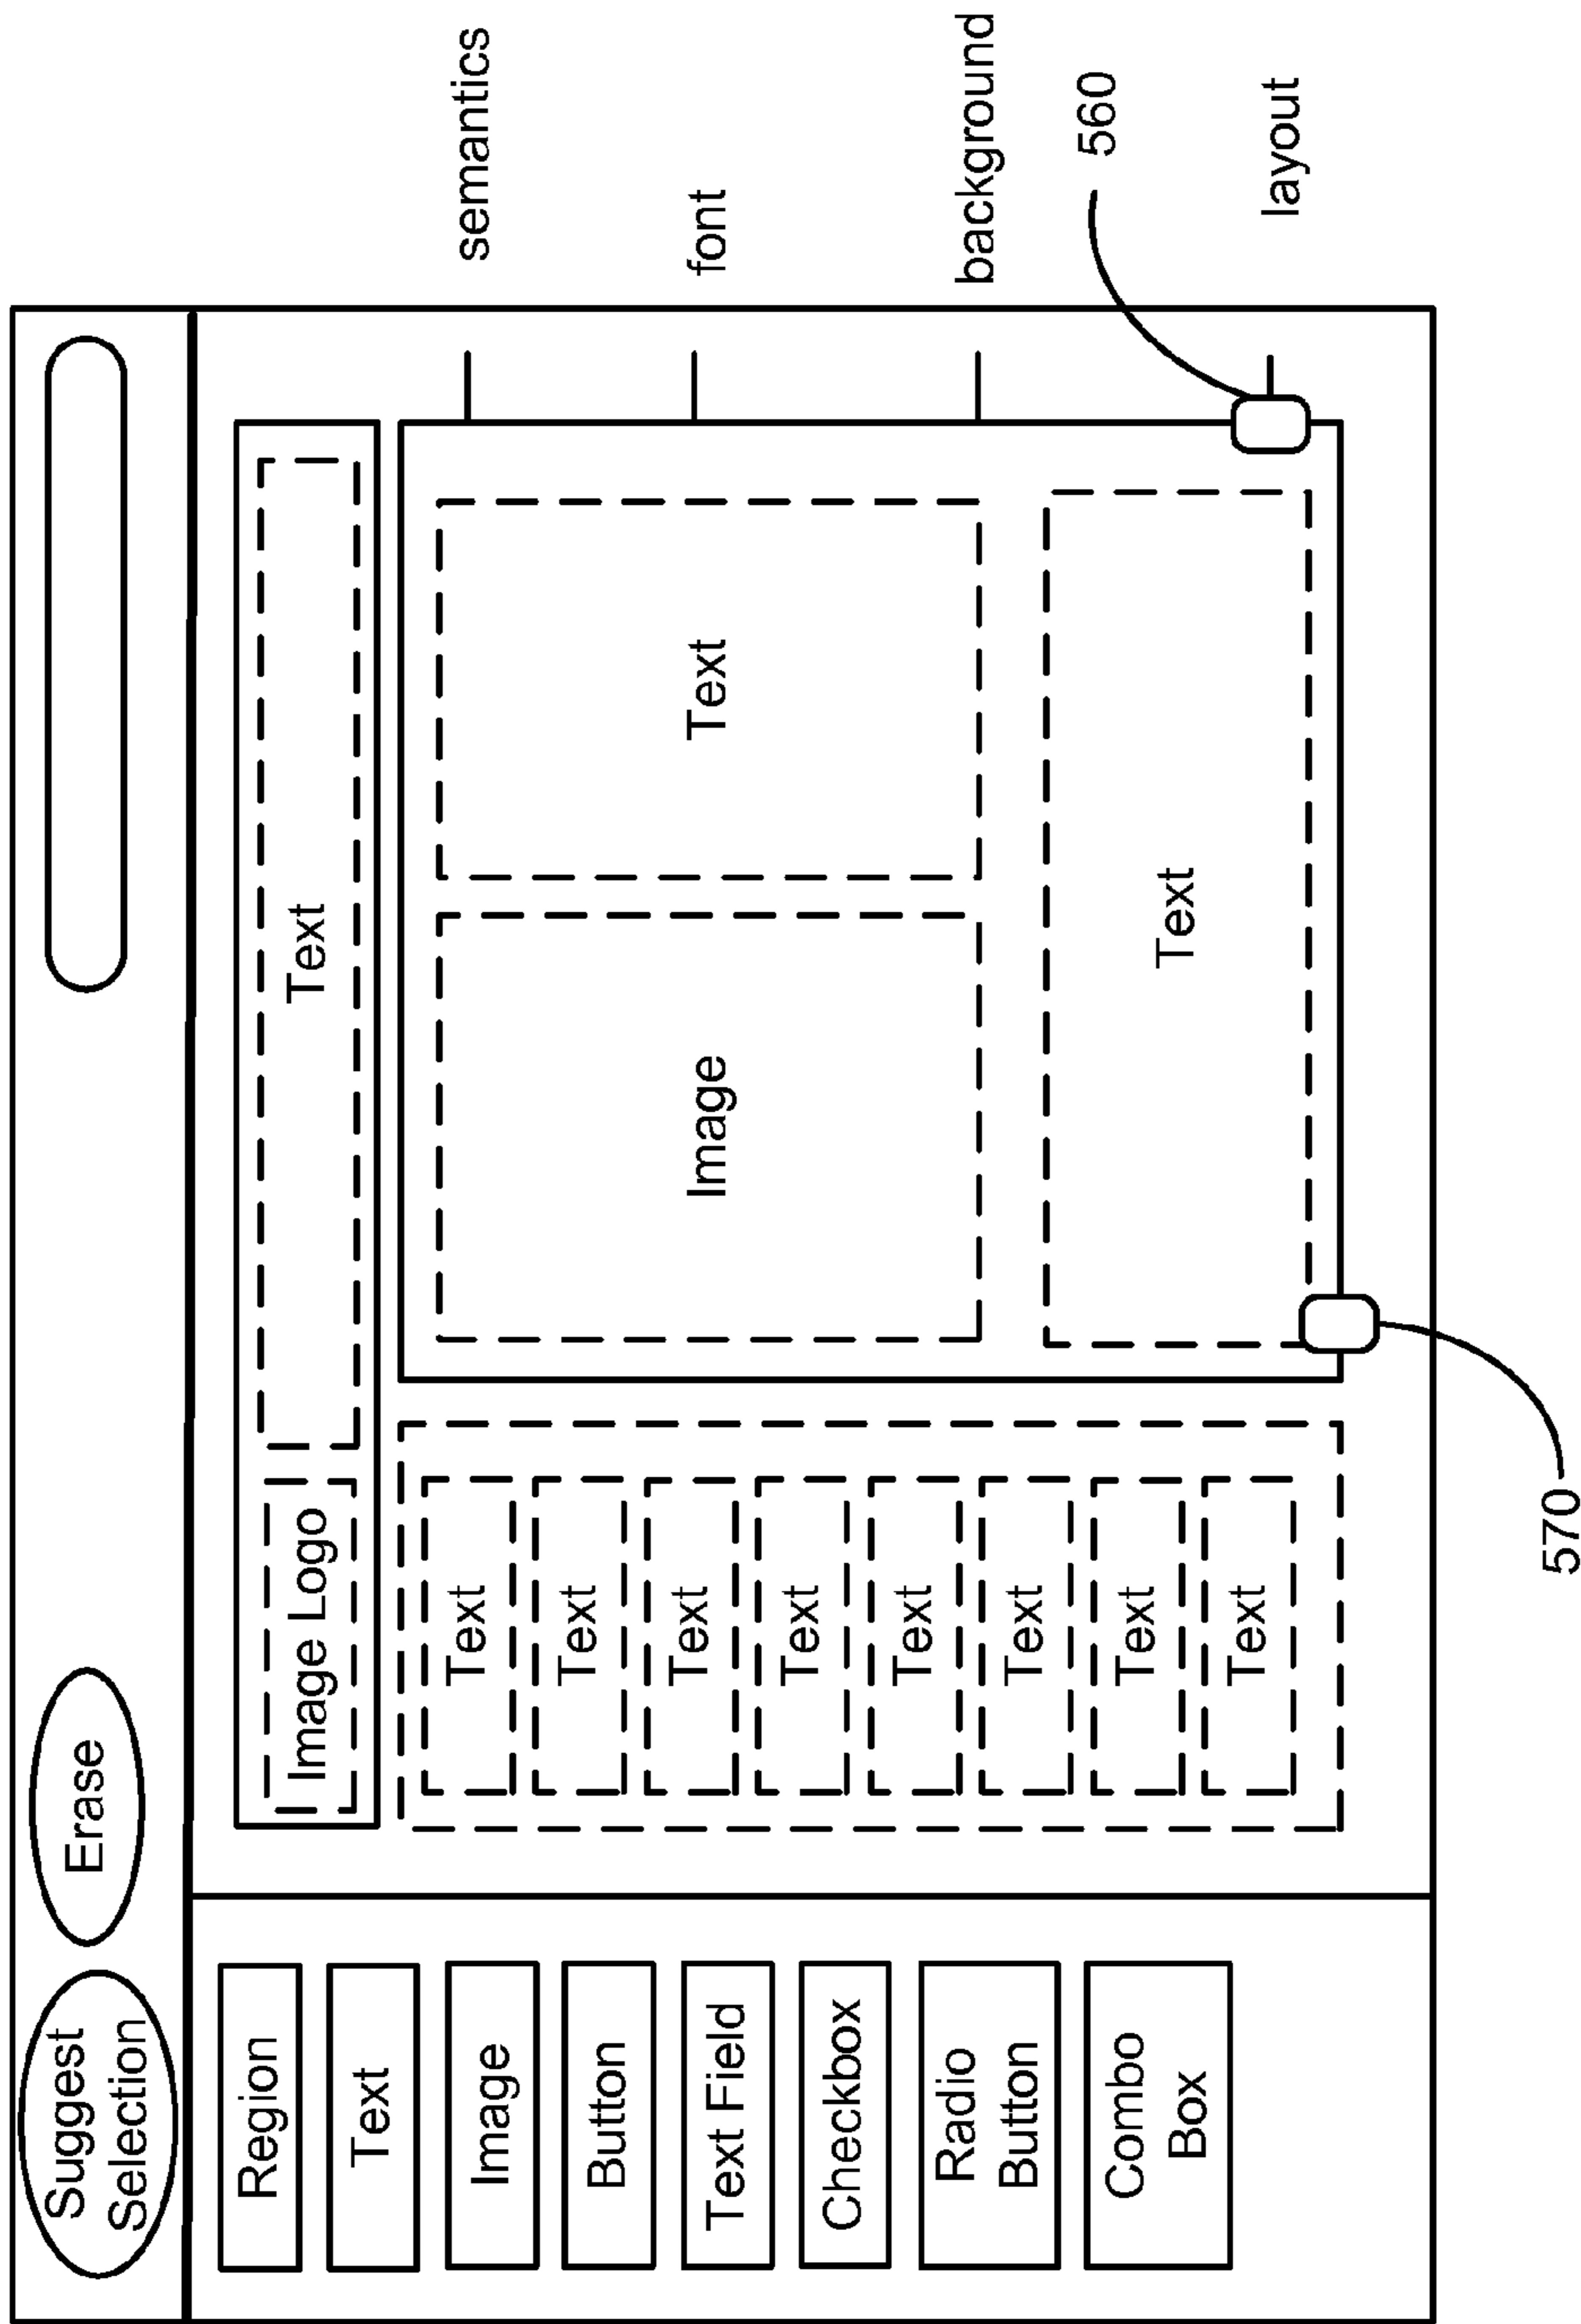 Suggest
Selection
Erase
Region
Text
Image
Button
Text Field
Checkbox
Radio
Button
Combo
Box
Image Logo
Text
Text
Text
Text
Text
Text
Text
Text
Text
Image
Text
Text
semantics
font
background
560
layout
570